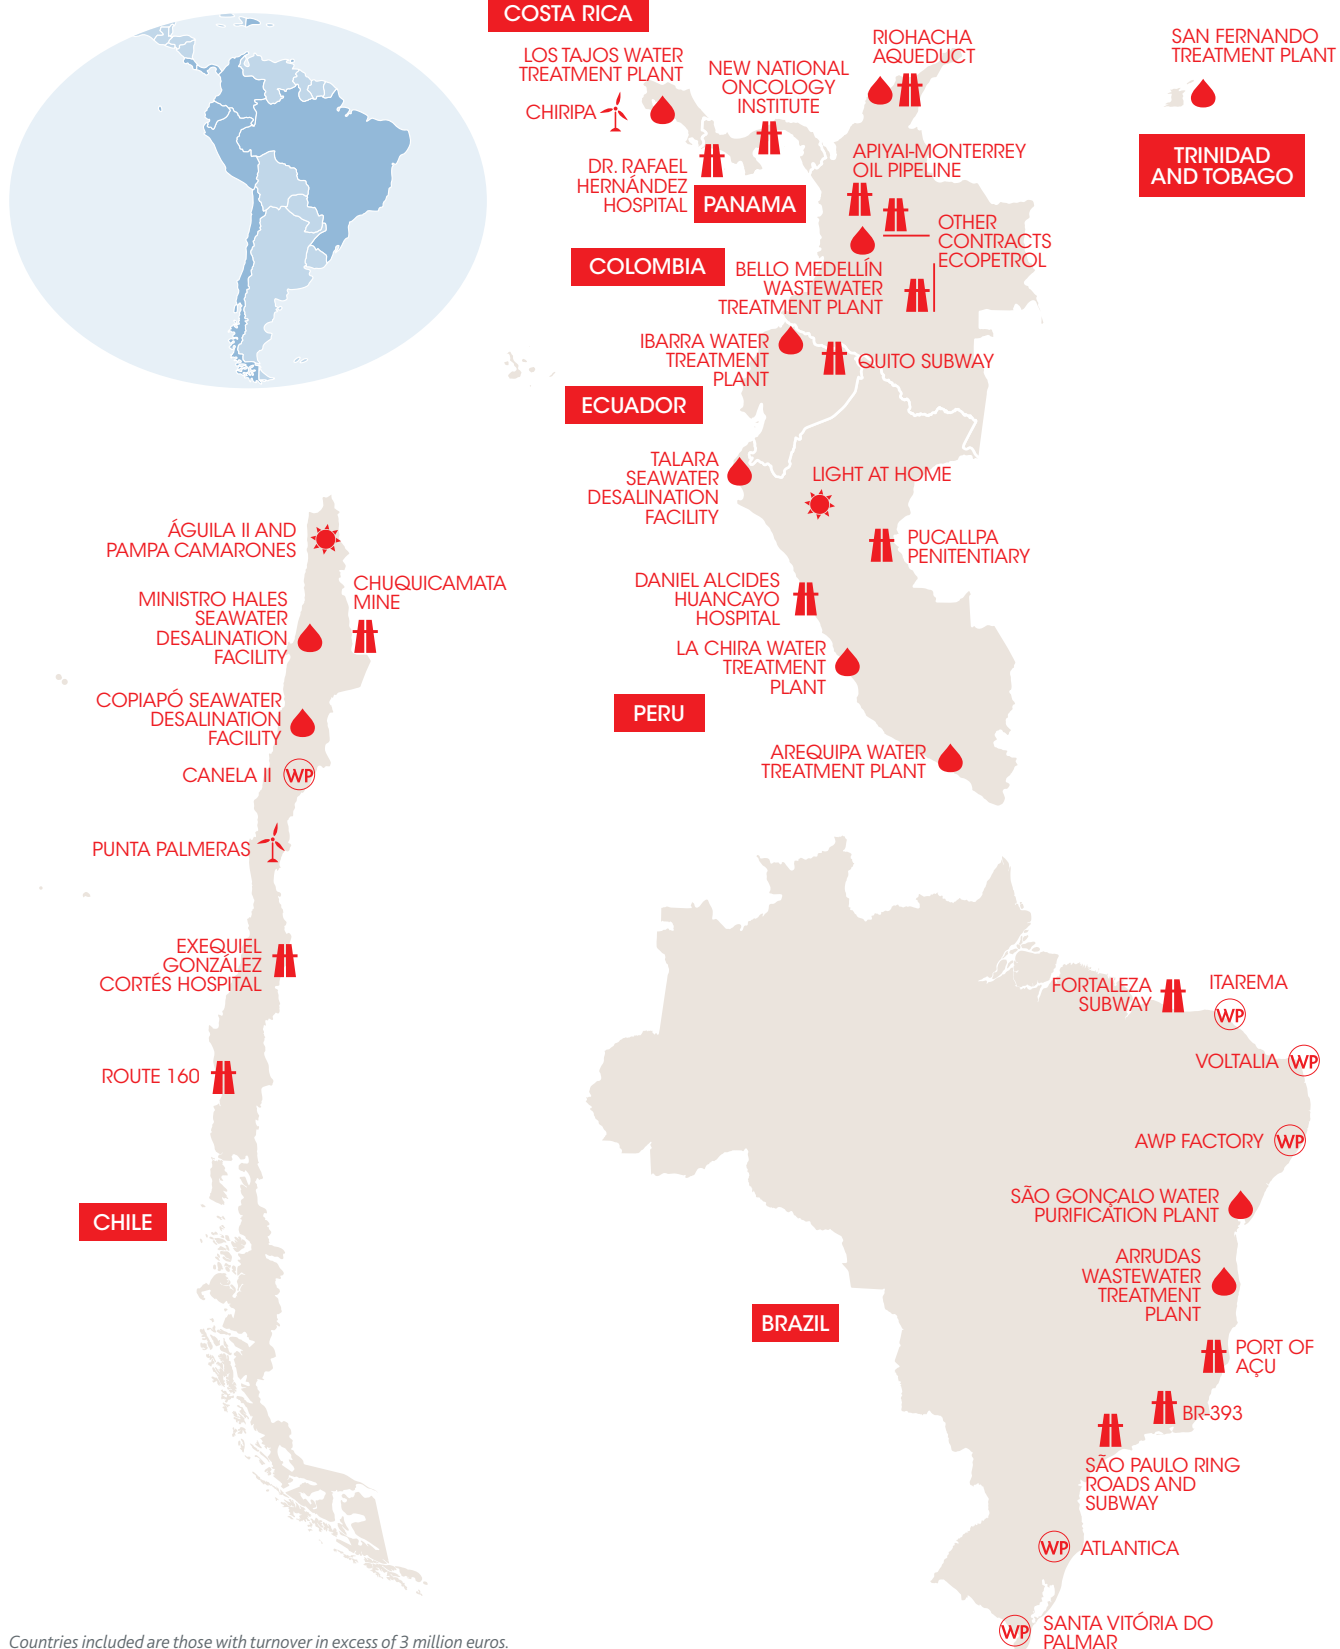 COSTA RICA
LOS TAJOS WATER
TREATMENT PLANT
CHIRIPA
NEW NATIONAL
ONCOLOGY
INSTITUTE
DR. RAFAEL
HERNÁNDEZ
HOSPITAL
PANAMA
RIOHACHA
AQUEDUCT
SAN FERNANDO
TREATMENT PLANT
TRINIDAD
AND TOBAGO
APIYAI-MONTERREY
OIL PIPELINE
OTHER
CONTRACTS
ECOPETROL
COLOMBIA
BELLO MEDELLÍN
WASTEWATER
TREATMENT PLANT
IBARRA WATER
TREATMENT
PLANT
QUITO SUBWAY
ECUADOR
TALARA
SEAWATER
DESALINATION
FACILITY
LIGHT AT HOME
PUCALLPA
PENITENTIARY
DANIEL ALCIDES
HUANCAYO
HOSPITAL
LA CHIRA WATER
TREATMENT
PLANT
PERU
AREQUIPA WATER
TREATMENT PLANT
ÁGUILA II AND
PAMPA CAMARONES
CHUQUICAMATA
MINE
MINISTRO HALES
SEAWATER
DESALINATION
FACILITY
COPIAPÓ SEAWATER
DESALINATION
FACILITY
CANELA II
WP
PUNTA PALMERAS
EXEQUIEL
GONZÁLEZ
CORTÉS HOSPITAL
ROUTE 160
CHILE
FORTALEZA
SUBWAY
ITAREMA
WP
VOLTALIA
WP
AWP FACTORY
WP
SÃO GONÇALO WATER
PURIFICATION PLANT
ARRUDAS
WASTEWATER
TREATMENT
PLANT
BRAZIL
PORT OF
AÇU
BR-393
SÃO PAULO RING
ROADS AND
SUBWAY
WP
ATLANTICA
WP
SANTA VITÓRIA DO
PALMAR
Countries included are those with turnover in excess of 3 million euros.